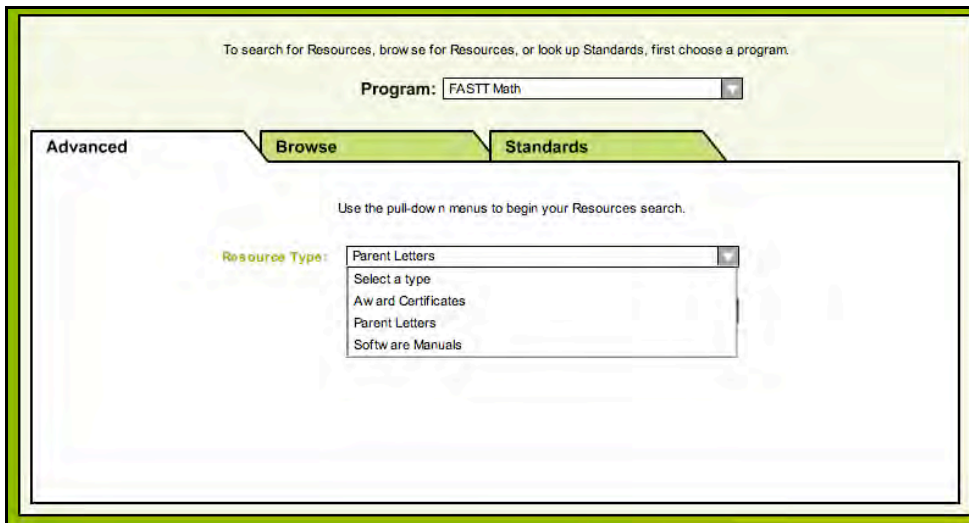 To search for Resources, browse for Resources, or look up Standards, first choose a program.
Program: FASTT Math
Advanced Browse Standards
Use the pull-down menus to begin your Resources search.
Resource Type: Parent Letters
Select a type
Award Certificates
Parent Letters
Software Manuals